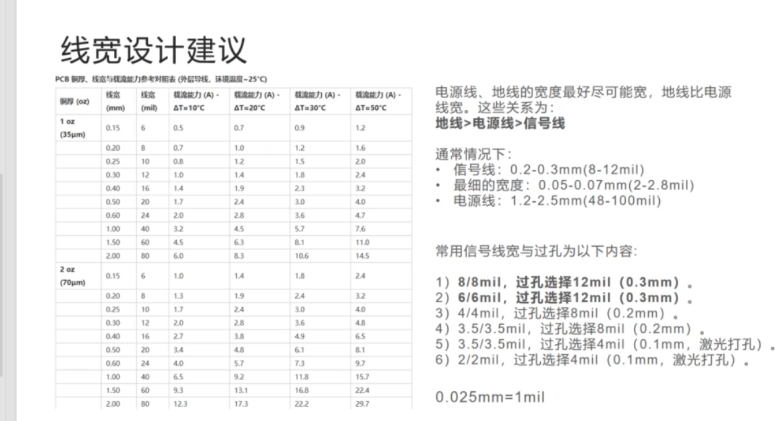 线宽设计建议
PCB 铜厚、线宽与载流能力参考对照表 (外层导线，环境温度~25°C)
铜厚 (oz) 线宽 (mm) 线宽 (mil) 载流能力 (A) - ΔT=10°C 载流能力 (A) - ΔT=20°C 载流能力 (A) - ΔT=30°C 载流能力 (A) - ΔT=50°C
1 oz (35μm) 0.15 6 0.5 0.7 0.9 1.2
0.20 8 0.7 1.0 1.2 1.6
0.25 10 0.8 1.2 1.5 2.0
0.30 12 1.0 1.4 1.8 2.4
0.40 16 1.4 1.9 2.3 3.2
0.50 20 1.7 2.4 3.0 4.0
0.60 24 2.0 2.8 3.6 4.7
1.00 40 3.2 4.5 5.7 7.6
1.50 60 4.5 6.3 8.1 11.0
2.00 80 6.0 8.3 10.6 14.5
2 oz (70μm) 0.15 6 1.0 1.4 1.8 2.4
0.20 8 1.3 1.9 2.4 3.2
0.25 10 1.7 2.4 3.0 4.0
0.30 12 2.0 2.8 3.6 4.8
0.40 16 2.7 3.8 4.9 6.5
0.50 20 3.4 4.8 6.1 8.1
0.60 24 4.0 5.7 7.3 9.7
1.00 40 6.5 9.2 11.8 15.7
1.50 60 9.3 13.1 16.8 22.4
2.00 80 12.3 17.3 22.2 29.7
电源线、地线的宽度最好尽可能宽，地线比电源
线宽。这些关系为：
地线>电源线>信号线
通常情况下：
• 信号线：0.2-0.3mm(8-12mil)
• 最细的宽度：0.05-0.07mm(2-2.8mil)
• 电源线：1.2-2.5mm(48-100mil)
常用信号线宽与过孔为以下内容：
1）8/8mil，过孔选择12mil（0.3mm）。
2）6/6mil，过孔选择12mil（0.3mm）。
3）4/4mil，过孔选择8mil（0.2mm）。
4）3.5/3.5mil，过孔选择8mil（0.2mm）。
5）3.5/3.5mil，过孔选择4mil（0.1mm，激光打孔）。
6）2/2mil，过孔选择4mil（0.1mm，激光打孔）。
0.025mm=1mil